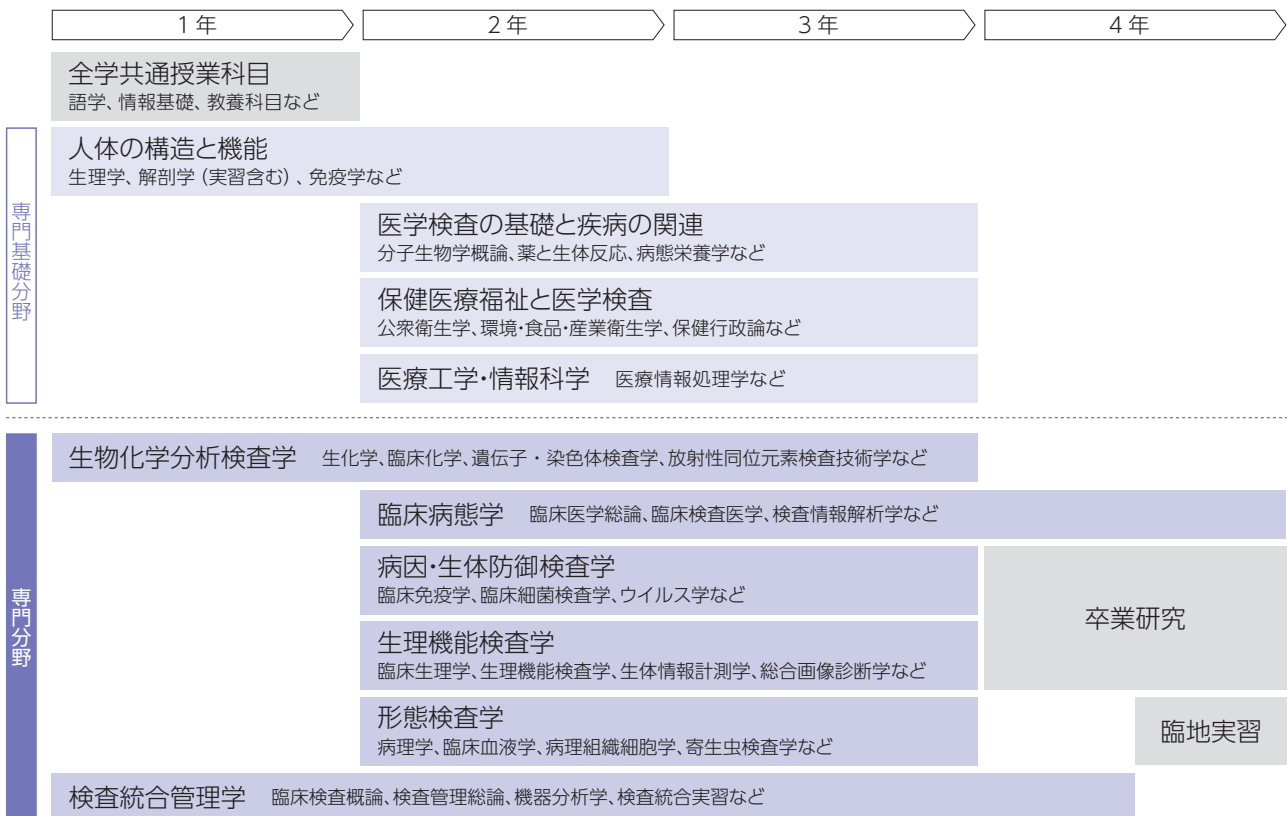 1年
2年
3年
4年
全学共通授業科目
語学、情報基礎、教養科目など
専門基礎分野
人体の構造と機能
生理学、解剖学（実習含む）、免疫学など
医学検査の基礎と疾病の関連
分子生物学概論、薬と生体反応、病態栄養学など
保健医療福祉と医学検査
公衆衛生学、環境・食品・産業衛生学、保健行政論など
医療工学・情報科学 医療情報処理学など
専門分野
生物化学分析検査学 生化学、臨床化学、遺伝子・染色体検査学、放射性同位元素検査技術学など
臨床病態学 臨床医学総論、臨床検査医学、検査情報解析学など
病因・生体防御検査学
臨床免疫学、臨床細菌検査学、ウイルス学など
生理機能検査学
臨床生理学、生理機能検査学、生体情報計測学、総合画像診断学など
卒業研究
形態検査学
病理学、臨床血液学、病理組織細胞学、寄生虫検査学など
臨地実習
検査統合管理学 臨床検査概論、検査管理総論、機器分析学、検査統合実習など